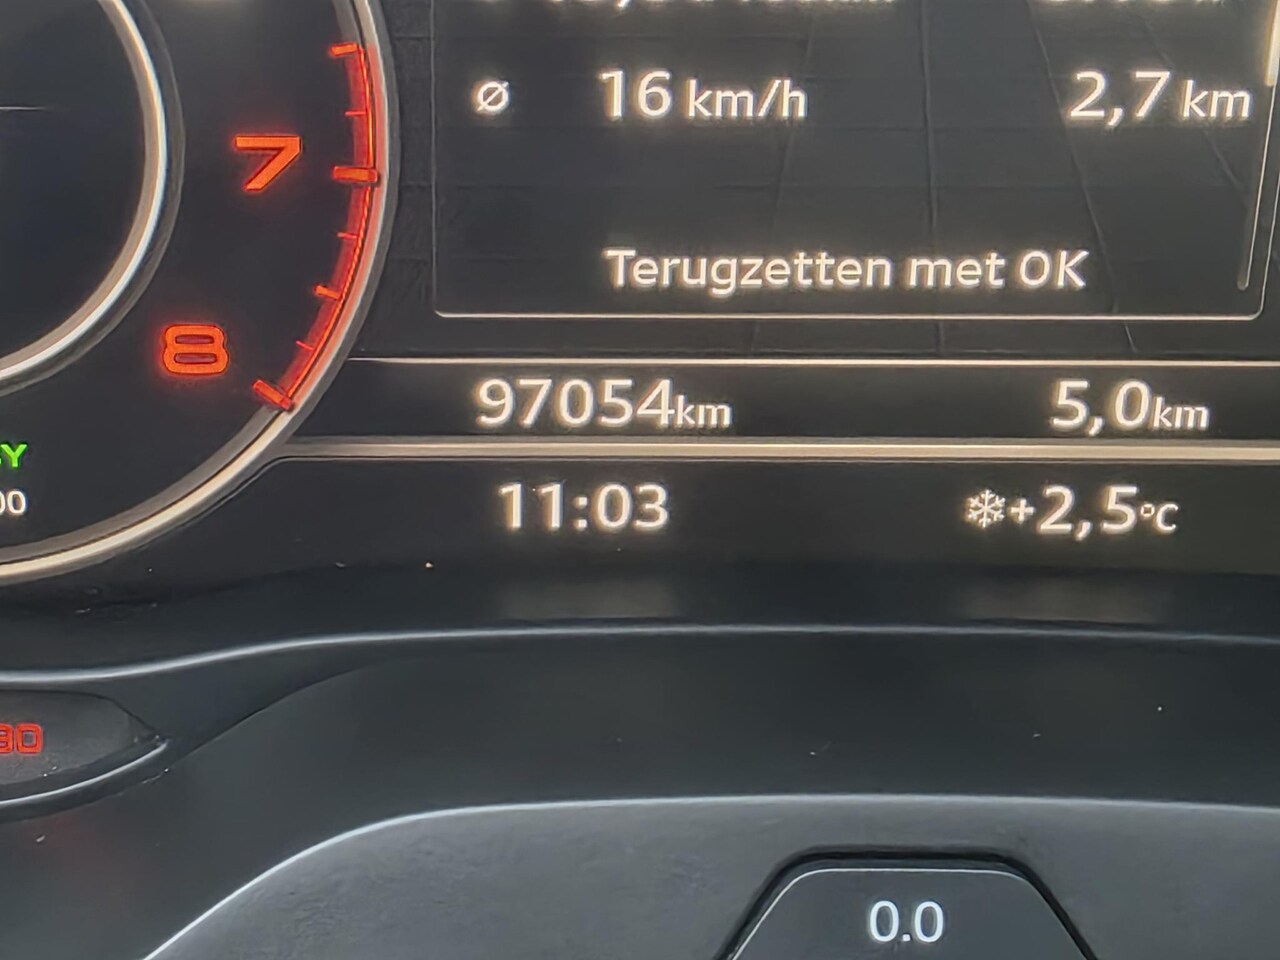 Ø 16 km/h 2,7 km
7
Terugzetten met OK
8
97054km 5,0km
11:03 +2,5°C
0.0